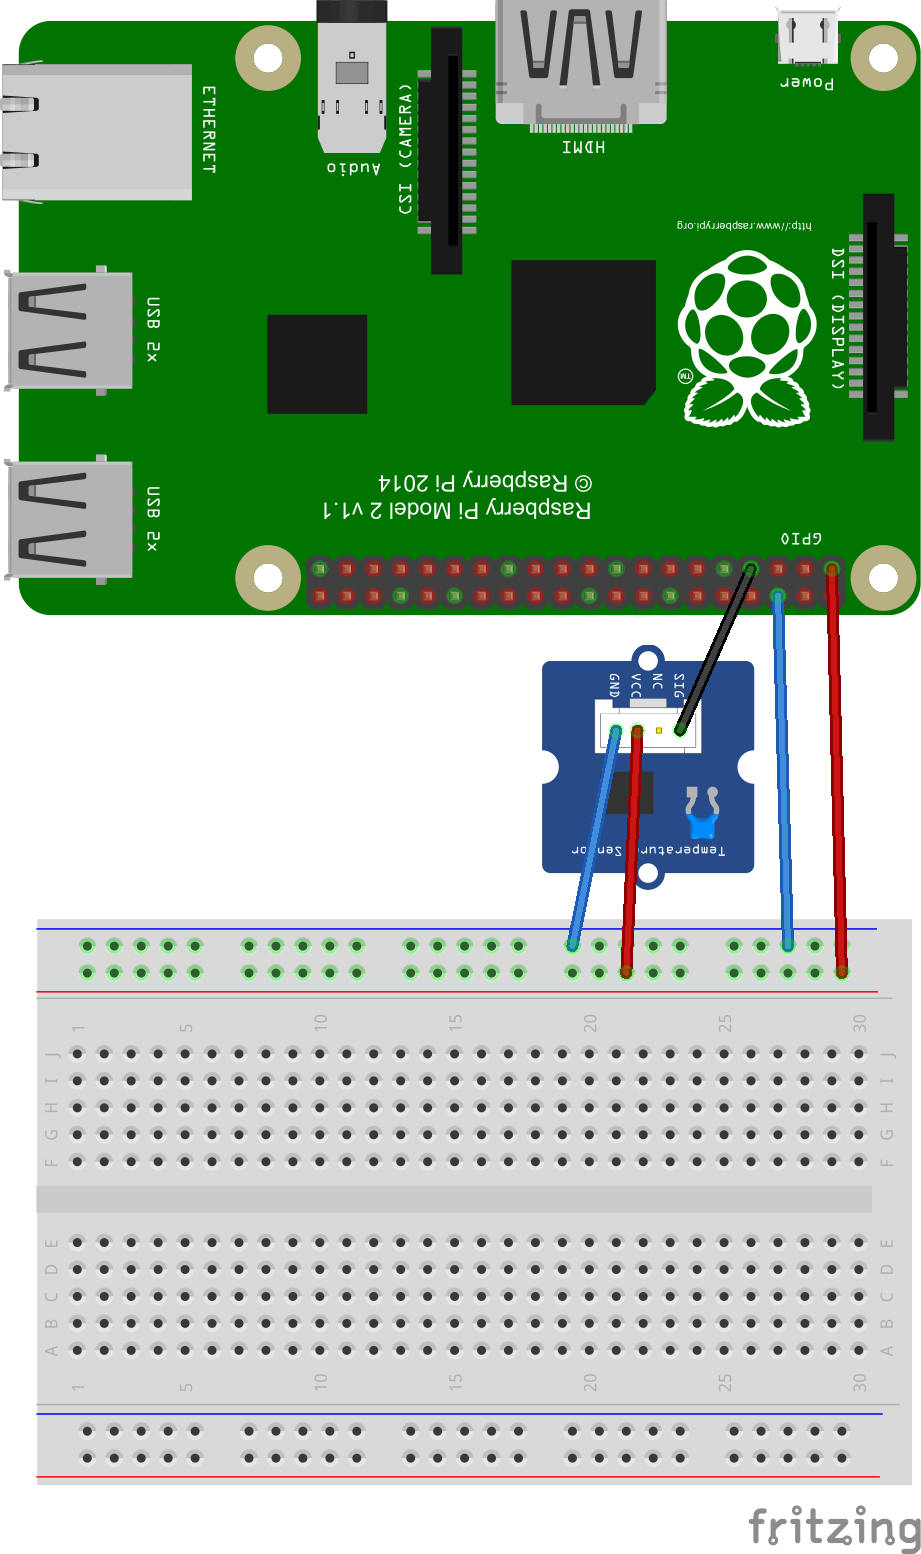 Power
ETHERNET
Audio
CSI (CAMERA)
HDMI
http://www.raspberrypi.org
DSI (DISPLAY)
TM
USB 2x
USB 2x
Raspberry Pi Model 2 v1.1
© Raspberry Pi 2014
GPIO
GND
VCC
NC
SIG
Temperature Sensor
1 5 10 15 20 25 30
J J
I I
H H
G G
F F
E E
D D
C C
B B
A A
1 5 10 15 20 25 30
fritzing